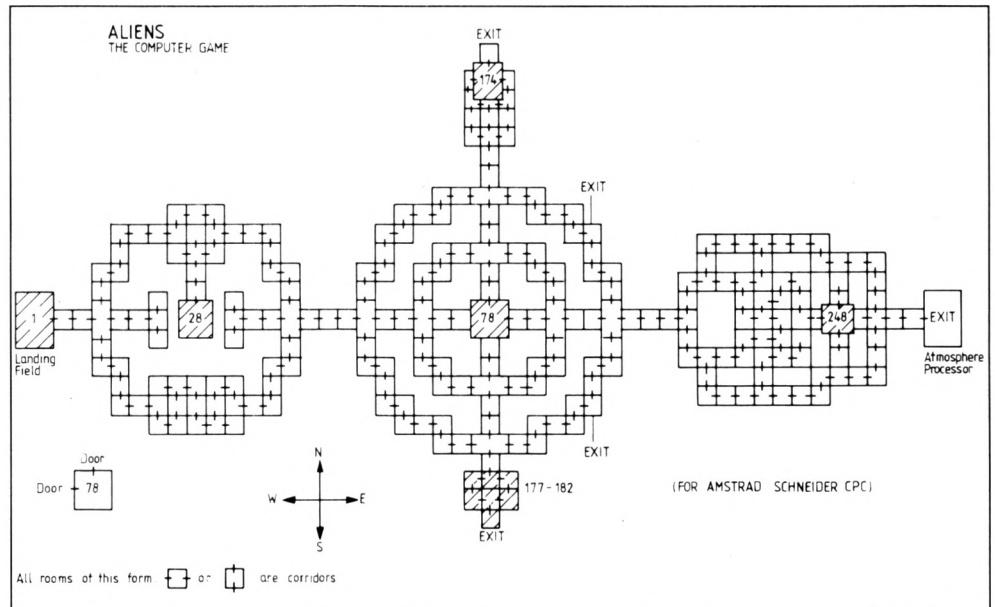 ALIENS
THE COMPUTER GAME
EXIT
174
EXIT
1
28
78
248
EXIT
Landing
Field
Atmosphere
Processor
EXIT
Door
Door 78
N
W E
S
177-182
EXIT
(FOR AMSTRAD SCHNEIDER CPC)
All rooms of this form or are corridors